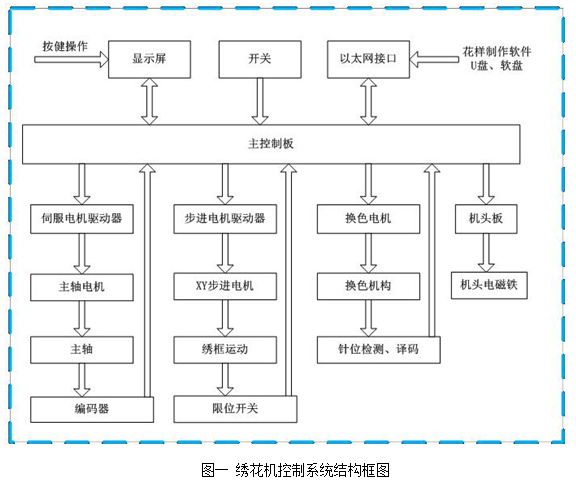 按健操作
显示屏
开关
以太网接口
花样制作软件
U盘、软盘
主控制板
伺服电机驱动器
步进电机驱动器
换色电机
机头板
主轴电机
XY步进电机
换色机构
机头电磁铁
主轴
绣框运动
针位检测、译码
编码器
限位开关
图一 绣花机控制系统结构框图